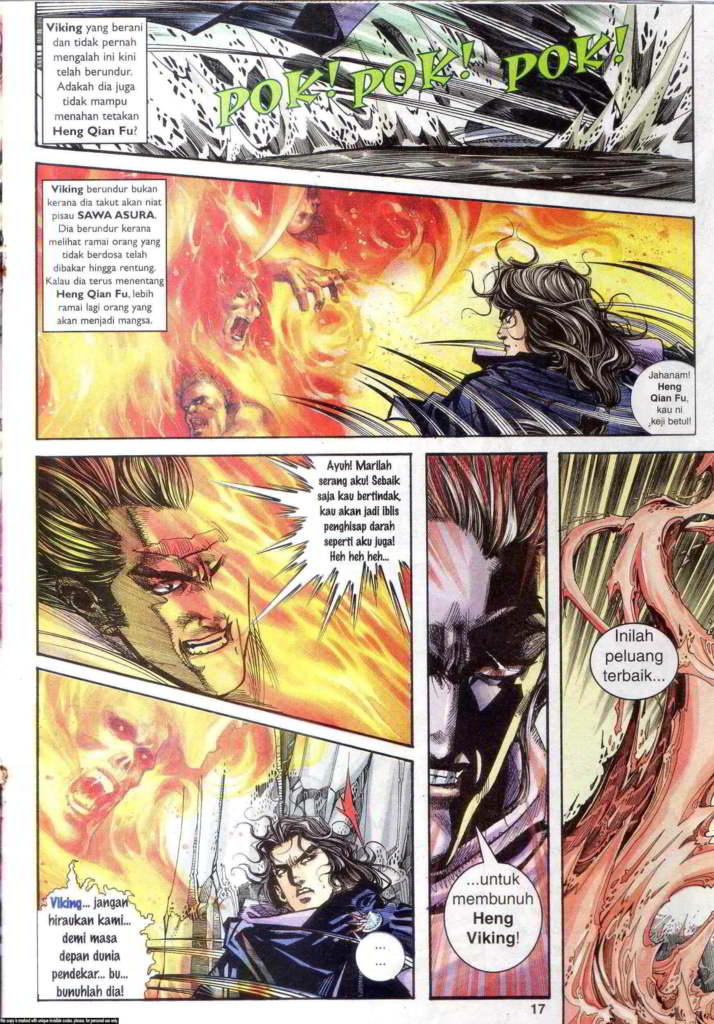 Viking yang berani
dan tidak pernah
mengalah ini kini
telah berundur.
Adakah dia juga
tidak mampu
menahan tetakan
Heng Qian Fu?
POK! POK! POK!
Viking berundur bukan
kerana dia takut akan niat
pisau SAWA ASURA.
Dia berundur kerana
melihat ramai orang yang
tidak berdosa telah
dibakar hingga rentung.
Kalau dia terus menentang
Heng Qian Fu, lebih
ramai lagi orang yang
akan menjadi mangsa.
Jahanam!
Heng
Qian Fu,
kau ni
keji betul!
Ayuh! Marilah
serang aku! Sebaik
saja kau bertindak,
kau akan jadi iblis
penghisap darah
seperti aku juga!
Heh heh heh...
Viking... jangan
hiraukan kami...
demi masa
depan dunia
pendekar... bu...
bunuhlah dia!
...
...
Inilah
peluang
terbaik...
...untuk
membunuh
Heng
Viking!
17